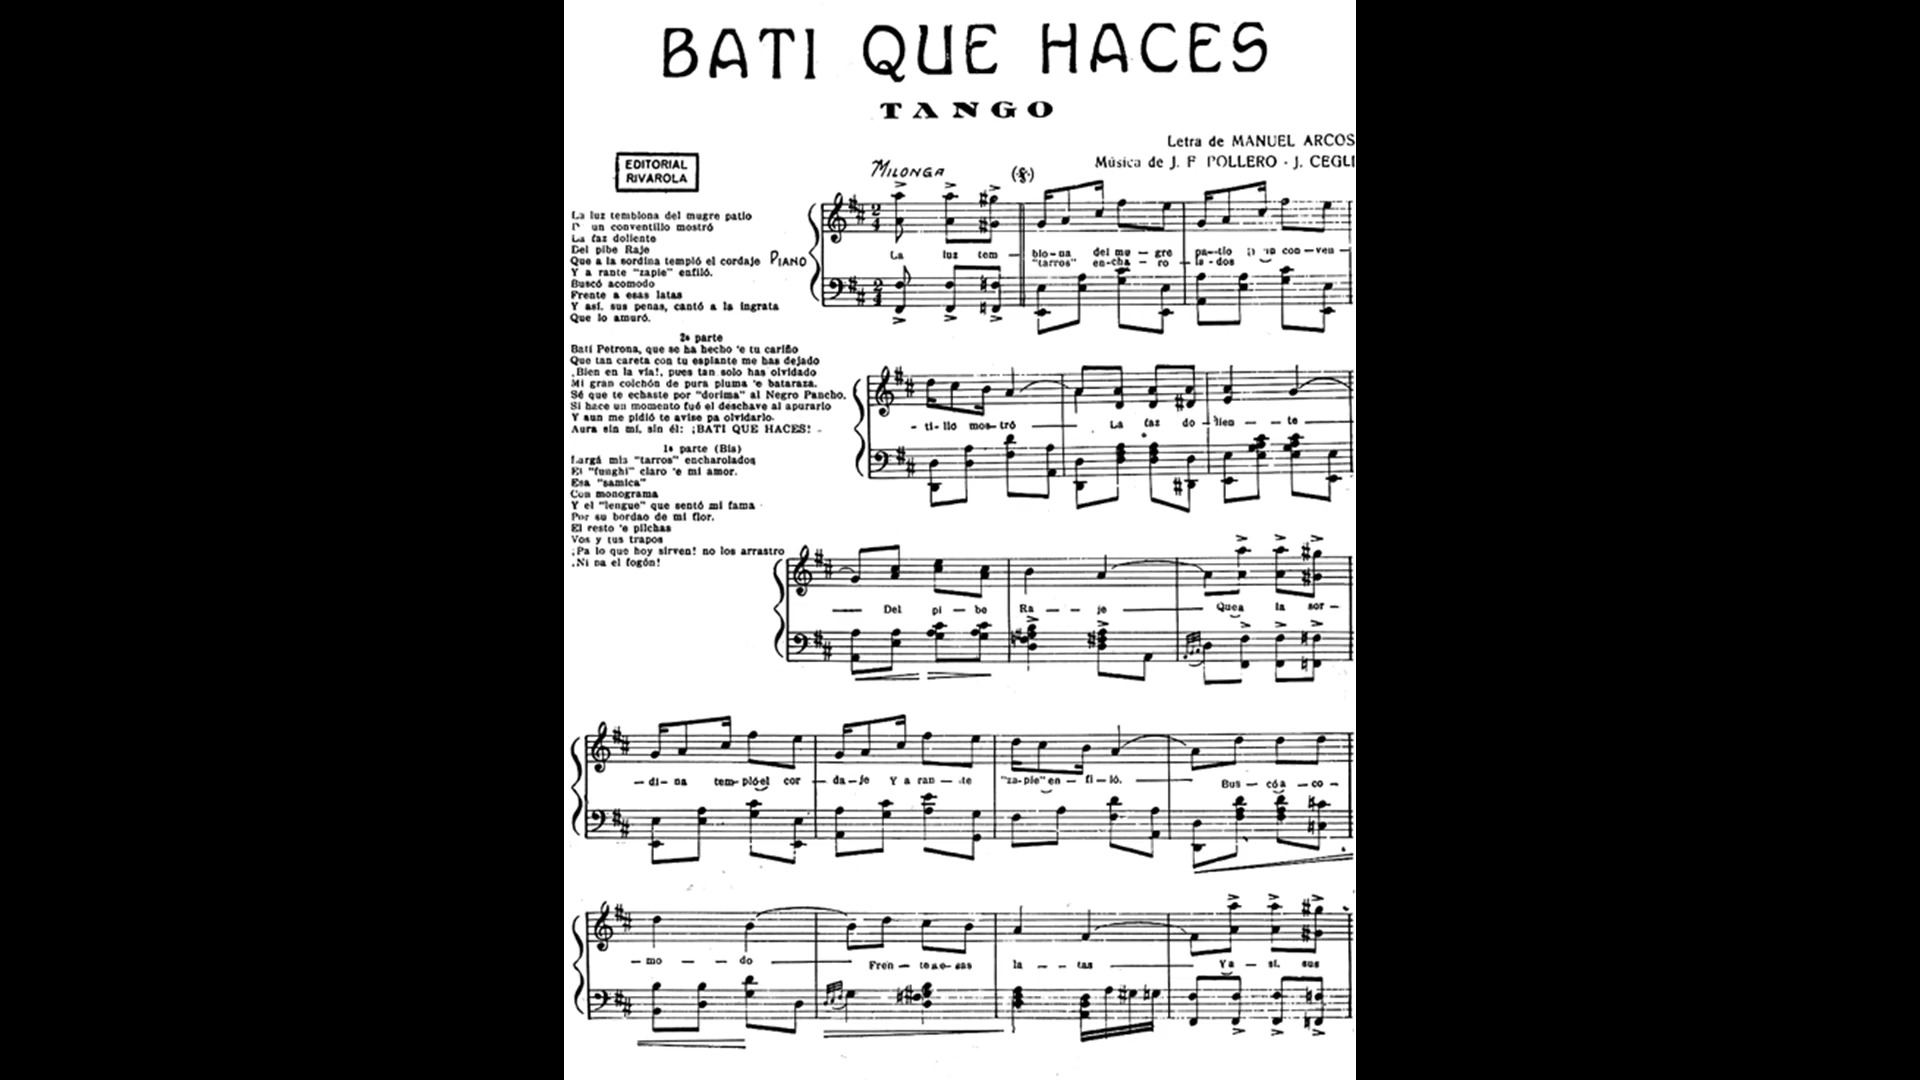 BATI QUE HACES
TANGO
Letra de MANUEL ARCOS
Música de J. F. POLLERO - J. CEGLI
EDITORIAL
RIVAROLA
MILONGA
La luz temblona del mugre patio
un conventillo mostró
La faz doliente
Del pibe Raje
Que a la sordina templó el cordaje
Y a rante "zapie" enfiló.
Buscó acomodo
Frente a esas latas
Y así, sus penas, cantó a la ingrata
Que lo amuró.
2a parte
Batí Petrona, que se ha hecho 'e tu cariño
Que tan careta con tu espiante me has dejado
¡Bien en la vía!, pues tan solo has olvidado
Mi gran colchón de pura pluma 'e bataraza.
Sé que te echaste por "dorima" al Negro Pancho.
Si hace un momento fué el deschave al apurarlo
Y aun me pidió te avise pa olvidarlo.
Aura sin mí, sin él: ¡BATI QUE HACES!
1a parte (Bis)
Largá mis "tarros" encharolados
El "funghi" claro 'e mi amor.
Esa "samica"
Con monograma
Y el "lengue" que sentó mi fama
Por su bordao de mi flor.
El resto 'e pilchas
Vos y tus trapos
¡Pa lo que hoy sirven! no los arrastro
¡Ni pa el fogón!
PIANO
La luz tem - blo - na del mu - gre pa - tio con - ven -
"tarros" en - cha - ro la - dos
- ti - llo mos - tró La faz do - lien - te
Del pi - be Ra - je Que a la sor -
- di - na tem - pló el cor - da - je Y a ran - te "za - pie" en - fi - ló. Bus - có a - co -
- mo - do Fren - te a e - sas la - tas Y a - sí. sus